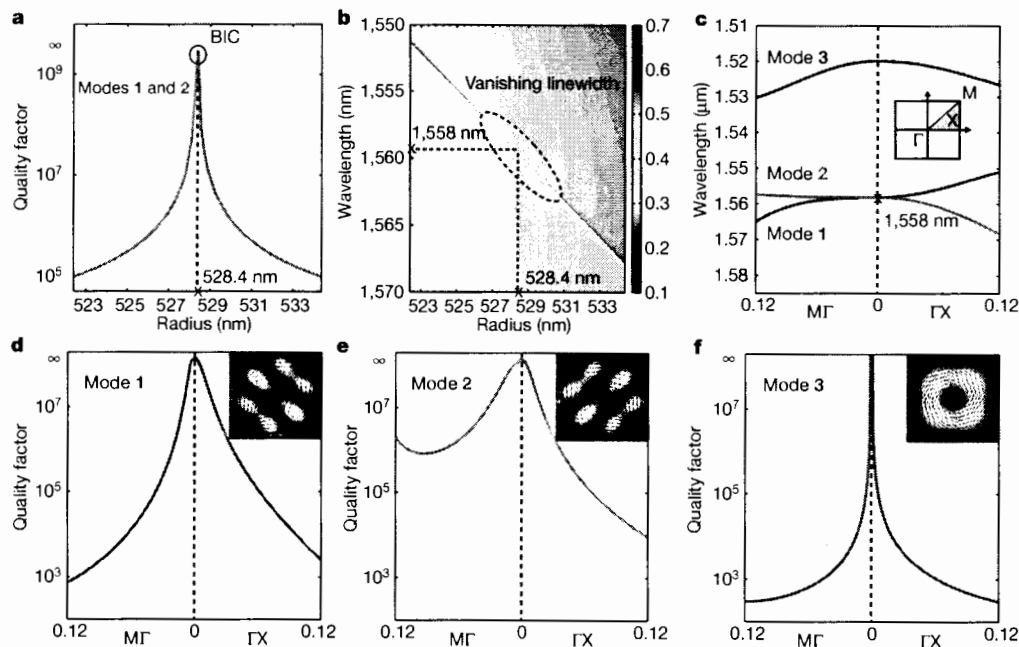 a
∞
BIC
10^9
Modes 1 and 2
Quality factor
10^7
10^5
528.4 nm
523 525 527 529 531 533
Radius (nm)
b
1,550
0.7
Vanishing linewidth
0.6
1,555
0.5
1,558 nm
Wavelength (nm)
1,560
0.4
0.3
1,565
0.2
528.4 nm
1,570
0.1
523 525 527 529 531 533
Radius (nm)
c
1.51
Mode 3
1.52
M
1.53
X
Γ
1.54
Wavelength (μm)
1.55
Mode 2
1.56
1,558 nm
Mode 1
1.57
1.58
0.12 0 0.12
MΓ ΓX
d
∞
Mode 1
10^7
Quality factor
10^5
10^3
0.12 0 0.12
MΓ ΓX
e
∞
Mode 2
10^7
Quality factor
10^5
10^3
0.12 0 0.12
MΓ ΓX
f
∞
Mode 3
10^7
Quality factor
10^5
10^3
0.12 0 0.12
MΓ ΓX